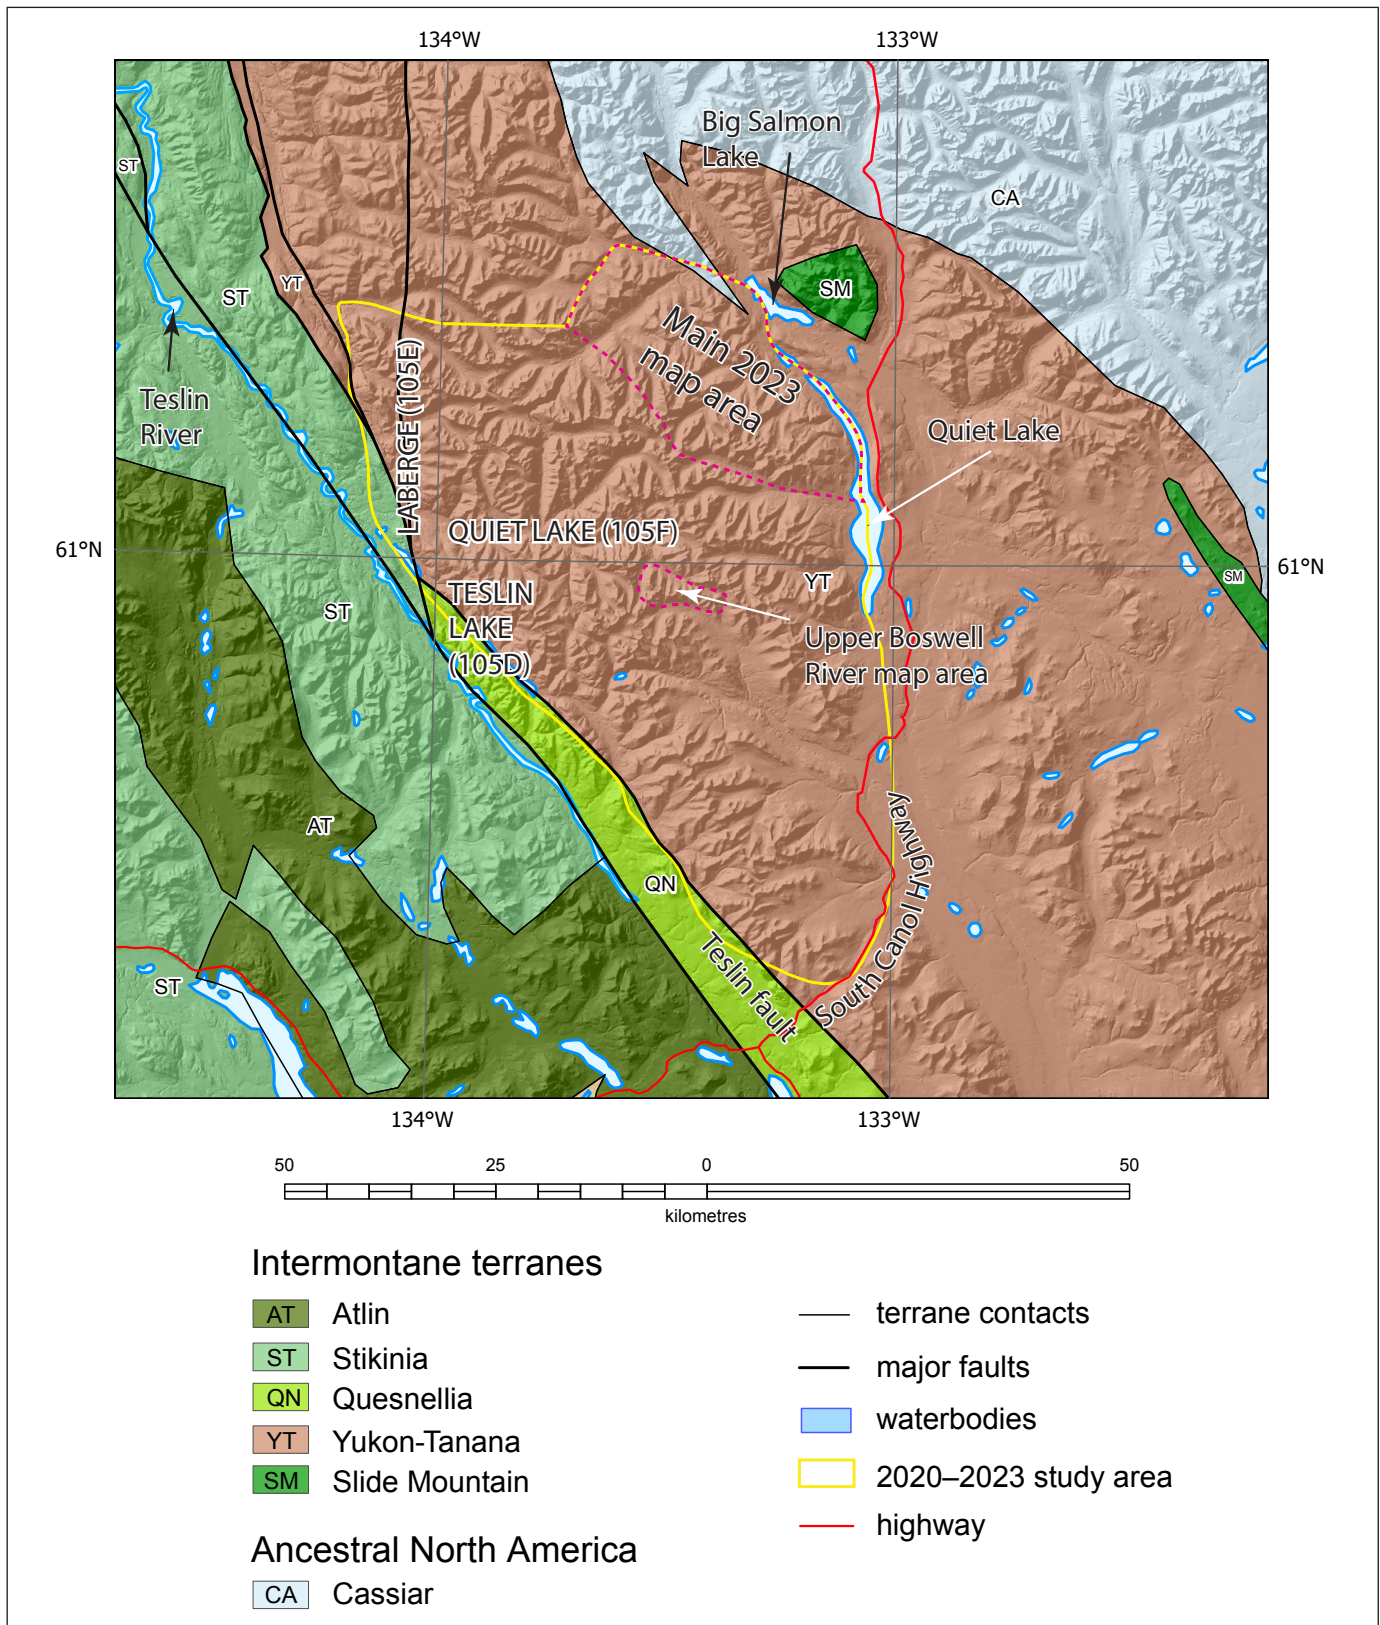 134°W
133°W
Big Salmon
Lake
ST
CA
YT
ST
SM
Main 2023
map area
Teslin
River
LABERGE (105E)
Quiet Lake
QUIET LAKE (105F)
61°N
61°N
TESLIN
LAKE
(105D)
YT
SM
ST
Upper Boswell
River map area
AT
QN
South Canol Highway
Teslin fault
ST
134°W
133°W
50
25
0
50
kilometres
Intermontane terranes
AT Atlin
ST Stikinia
QN Quesnellia
YT Yukon-Tanana
SM Slide Mountain
Ancestral North America
CA Cassiar
terrane contacts
major faults
waterbodies
2020–2023 study area
highway